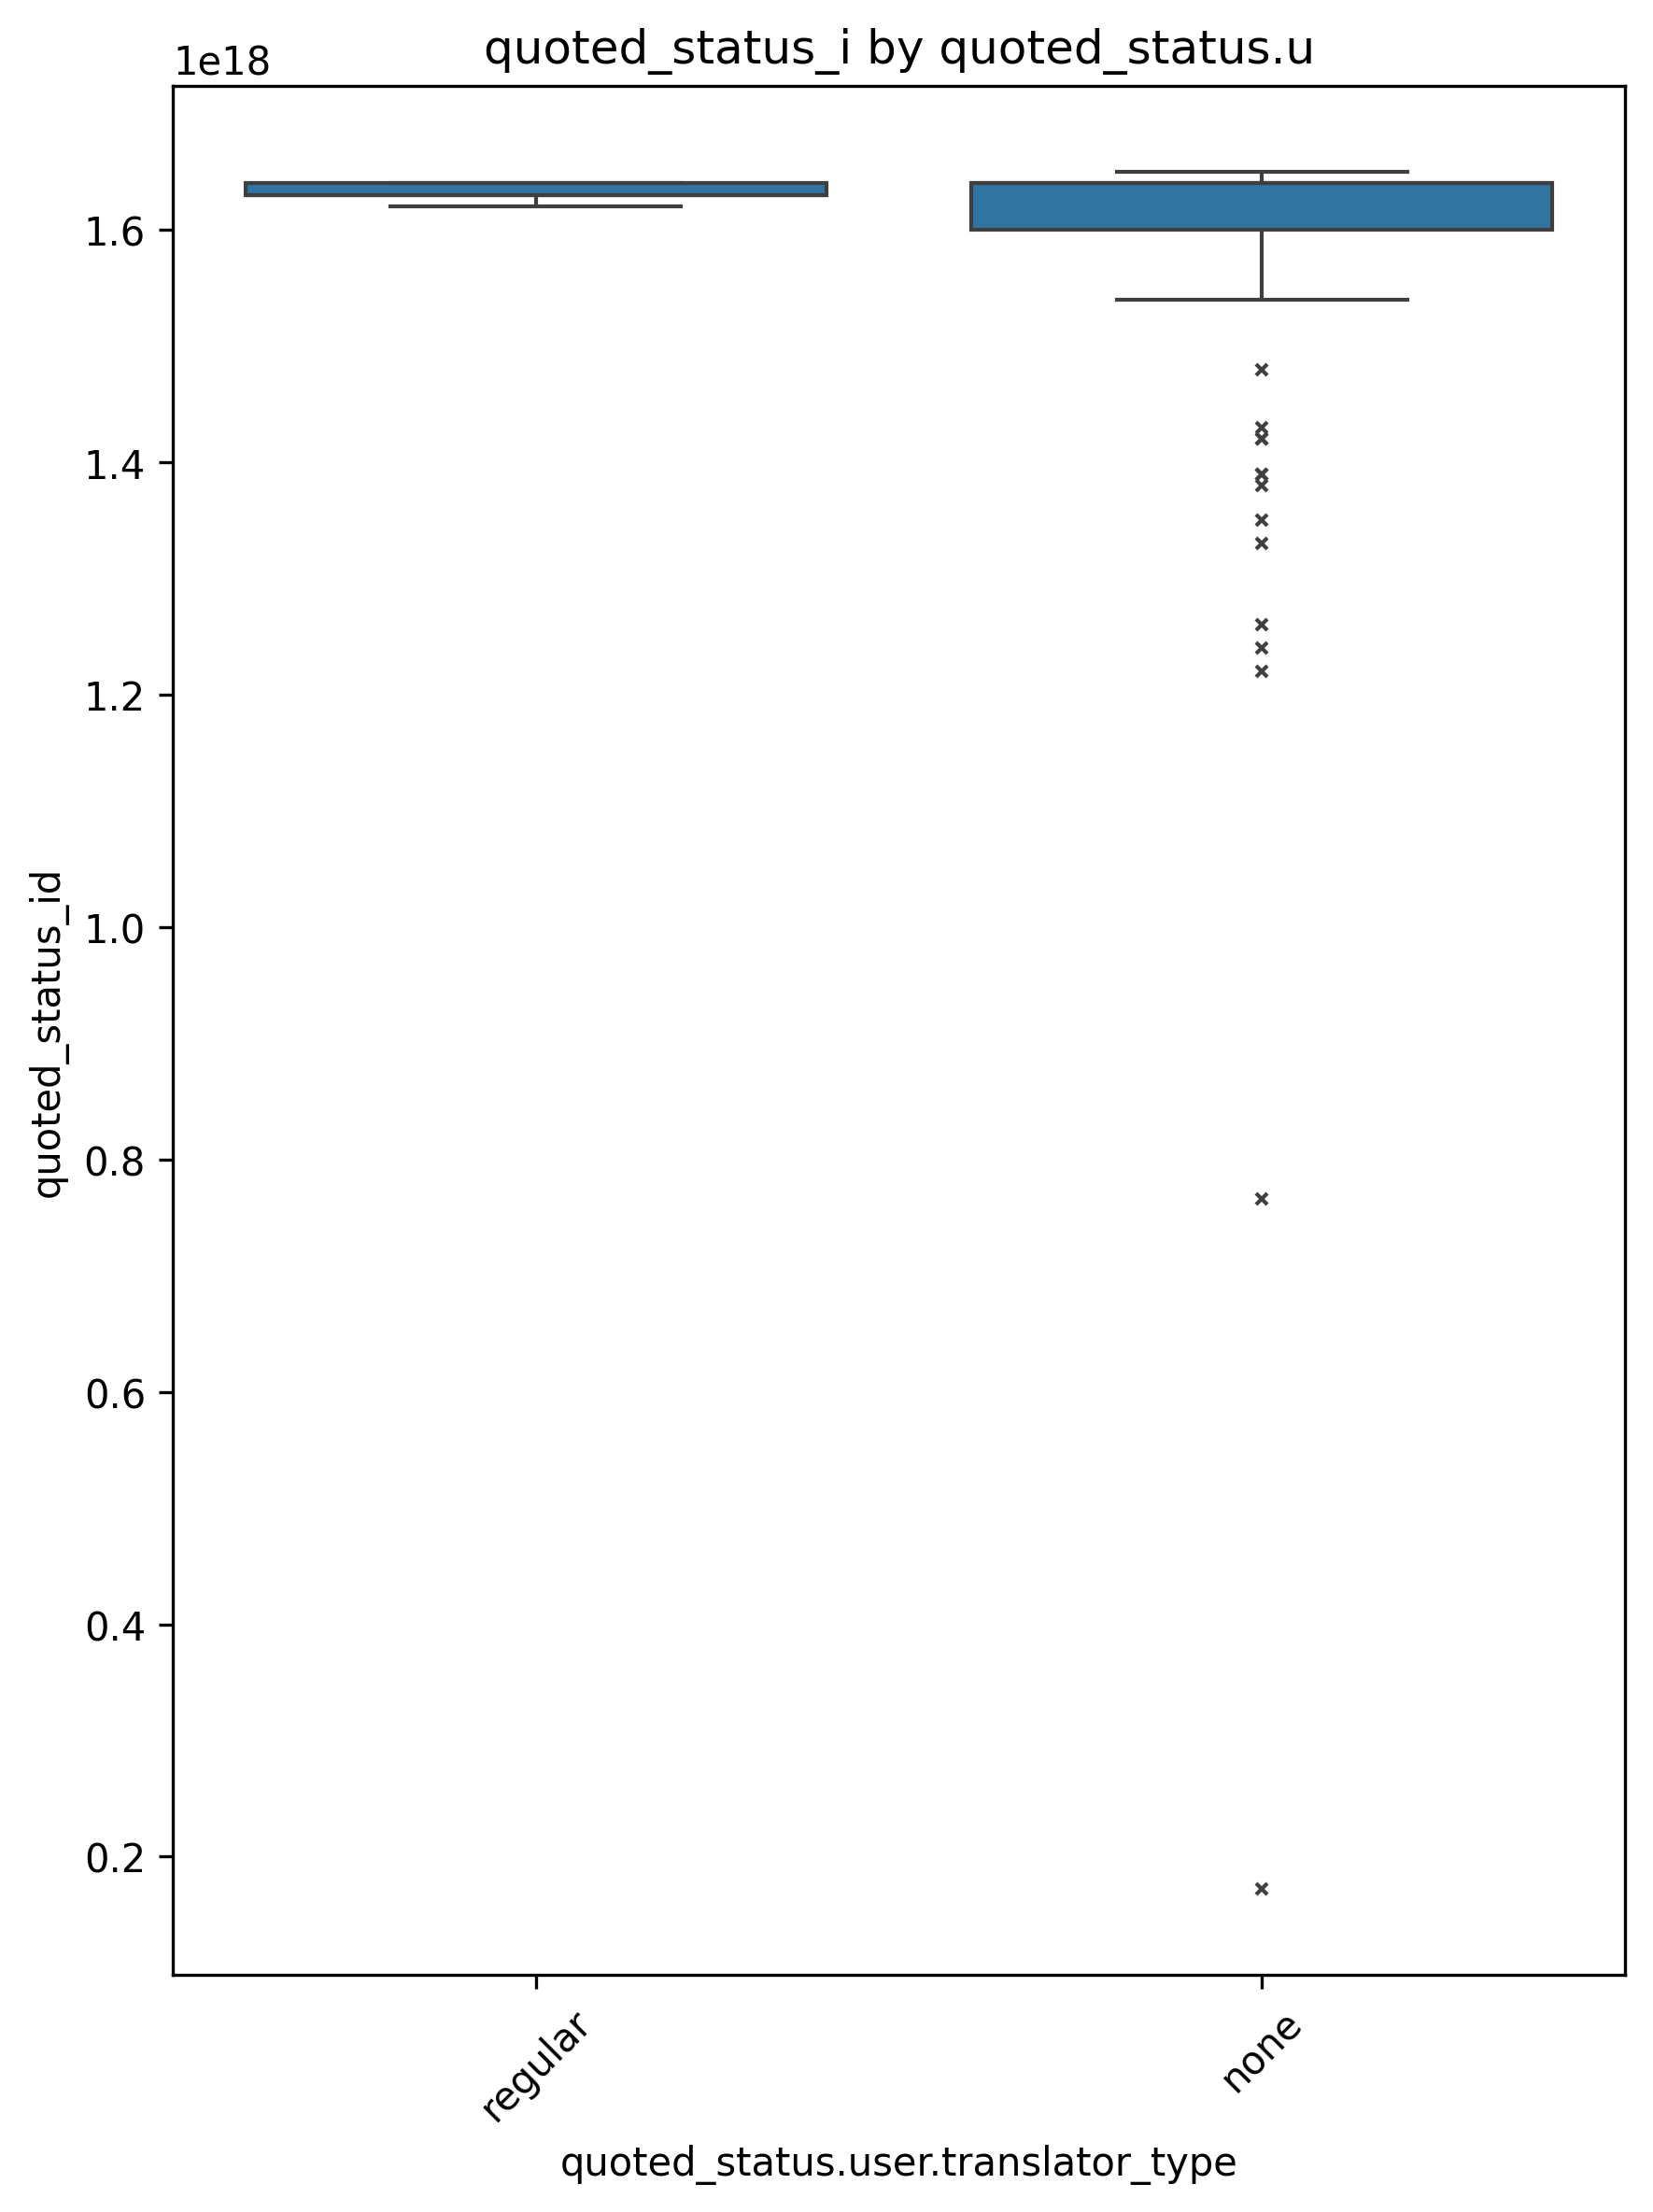 quoted_status_i by quoted_status.u
1e18
1.6
1.4
1.2
1.0
0.8
0.6
0.4
0.2
quoted_status_id
regular
none
quoted_status.user.translator_type